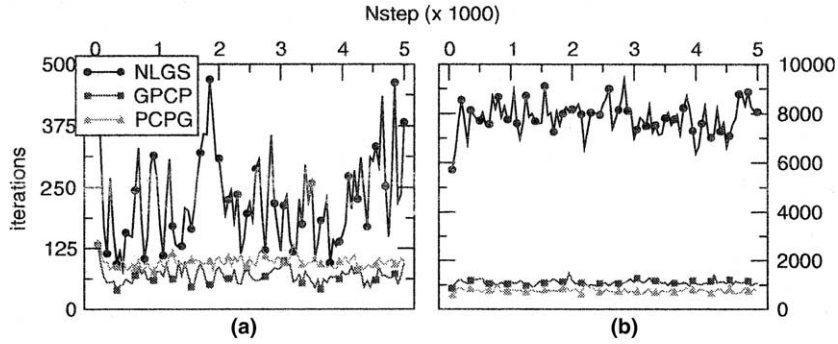 Nstep (x 1000)
0 1 2 3 4 5
0 1 2 3 4 5
500
375
250
125
0
iterations
NLGS
GPCP
PCPG
10000
8000
6000
4000
2000
0
(a)
(b)